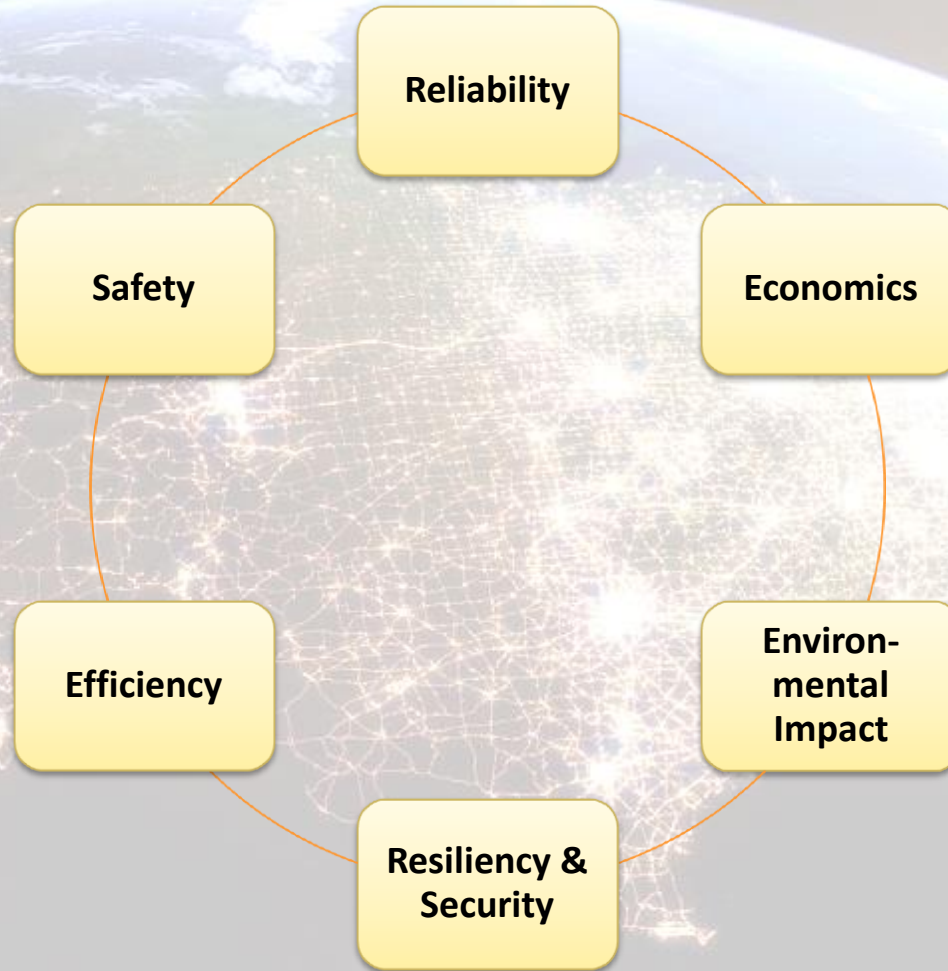 Reliability
Safety
Economics
Efficiency
Environ-
mental
Impact
Resiliency &
Security